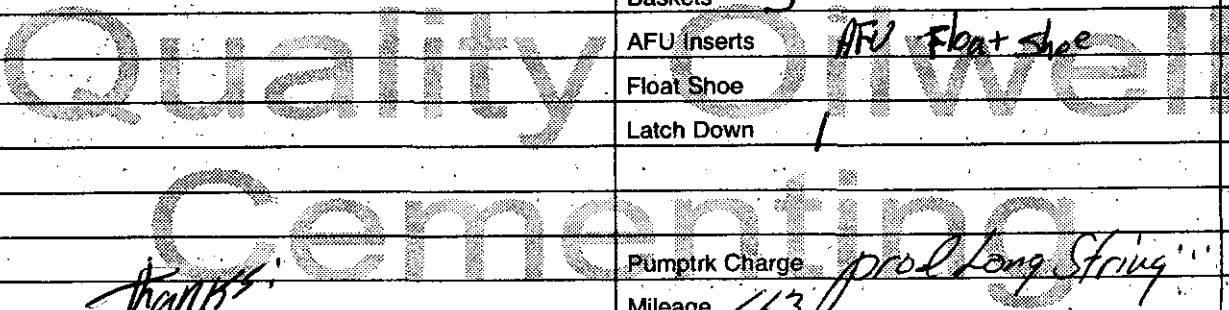 Baskets
Quality Oilwell
AFU Inserts AFU Float Shoe
Float Shoe
Latch Down 1
Cementing
Pumptrk Charge prod Long String
thanks!
Mileage